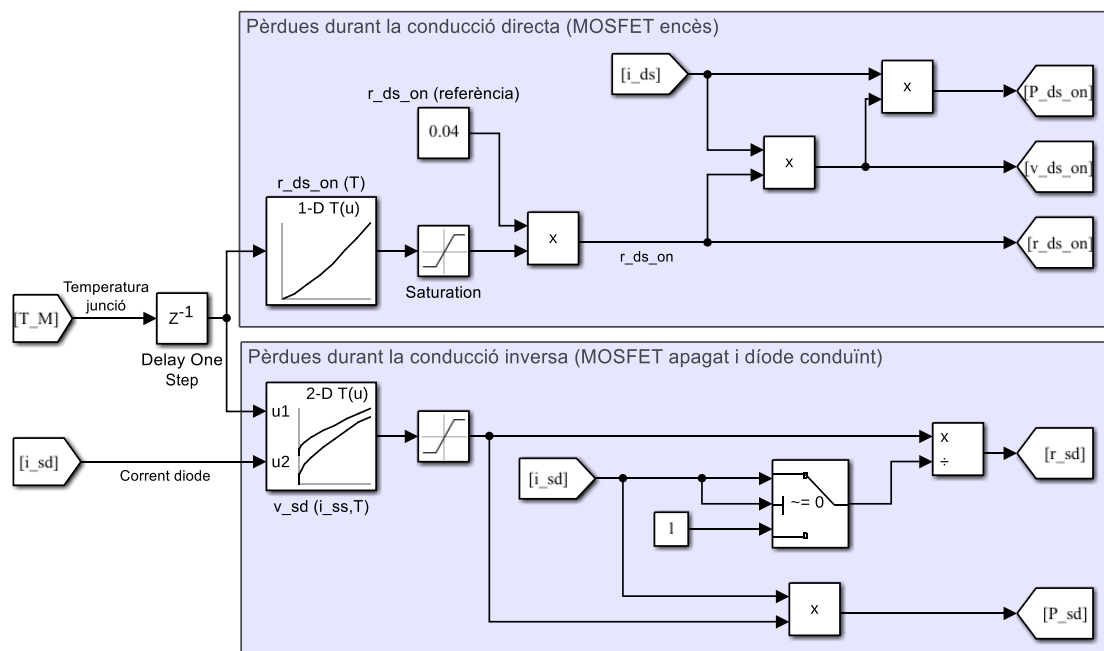 Pèrdues durant la conducció directa (MOSFET encès)
[i_ds]
x
[P_ds_on]
r_ds_on (referència)
0.04
x
[v_ds_on]
r_ds_on (T)
1-D T(u)
x
[r_ds_on]
r_ds_on
Saturation
Temperatura
junció
[T_M]
Z-1
Delay One
Step
Pèrdues durant la conducció inversa (MOSFET apagat i díode conduïnt)
2-D T(u)
u1
u2
x
÷
[r_sd]
[i_sd]
Corrent diode
v_sd (i_ss,T)
[i_sd]
~= 0
1
x
[P_sd]